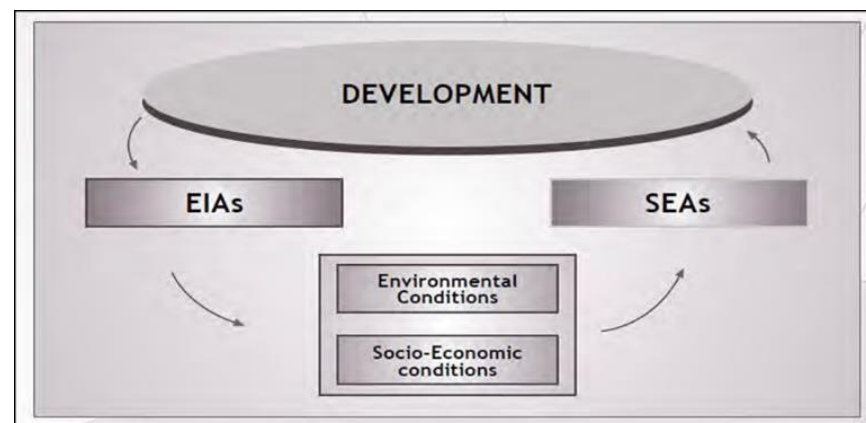 DEVELOPMENT
EIAs
SEAs
Environmental
Conditions
Socio-Economic
conditions